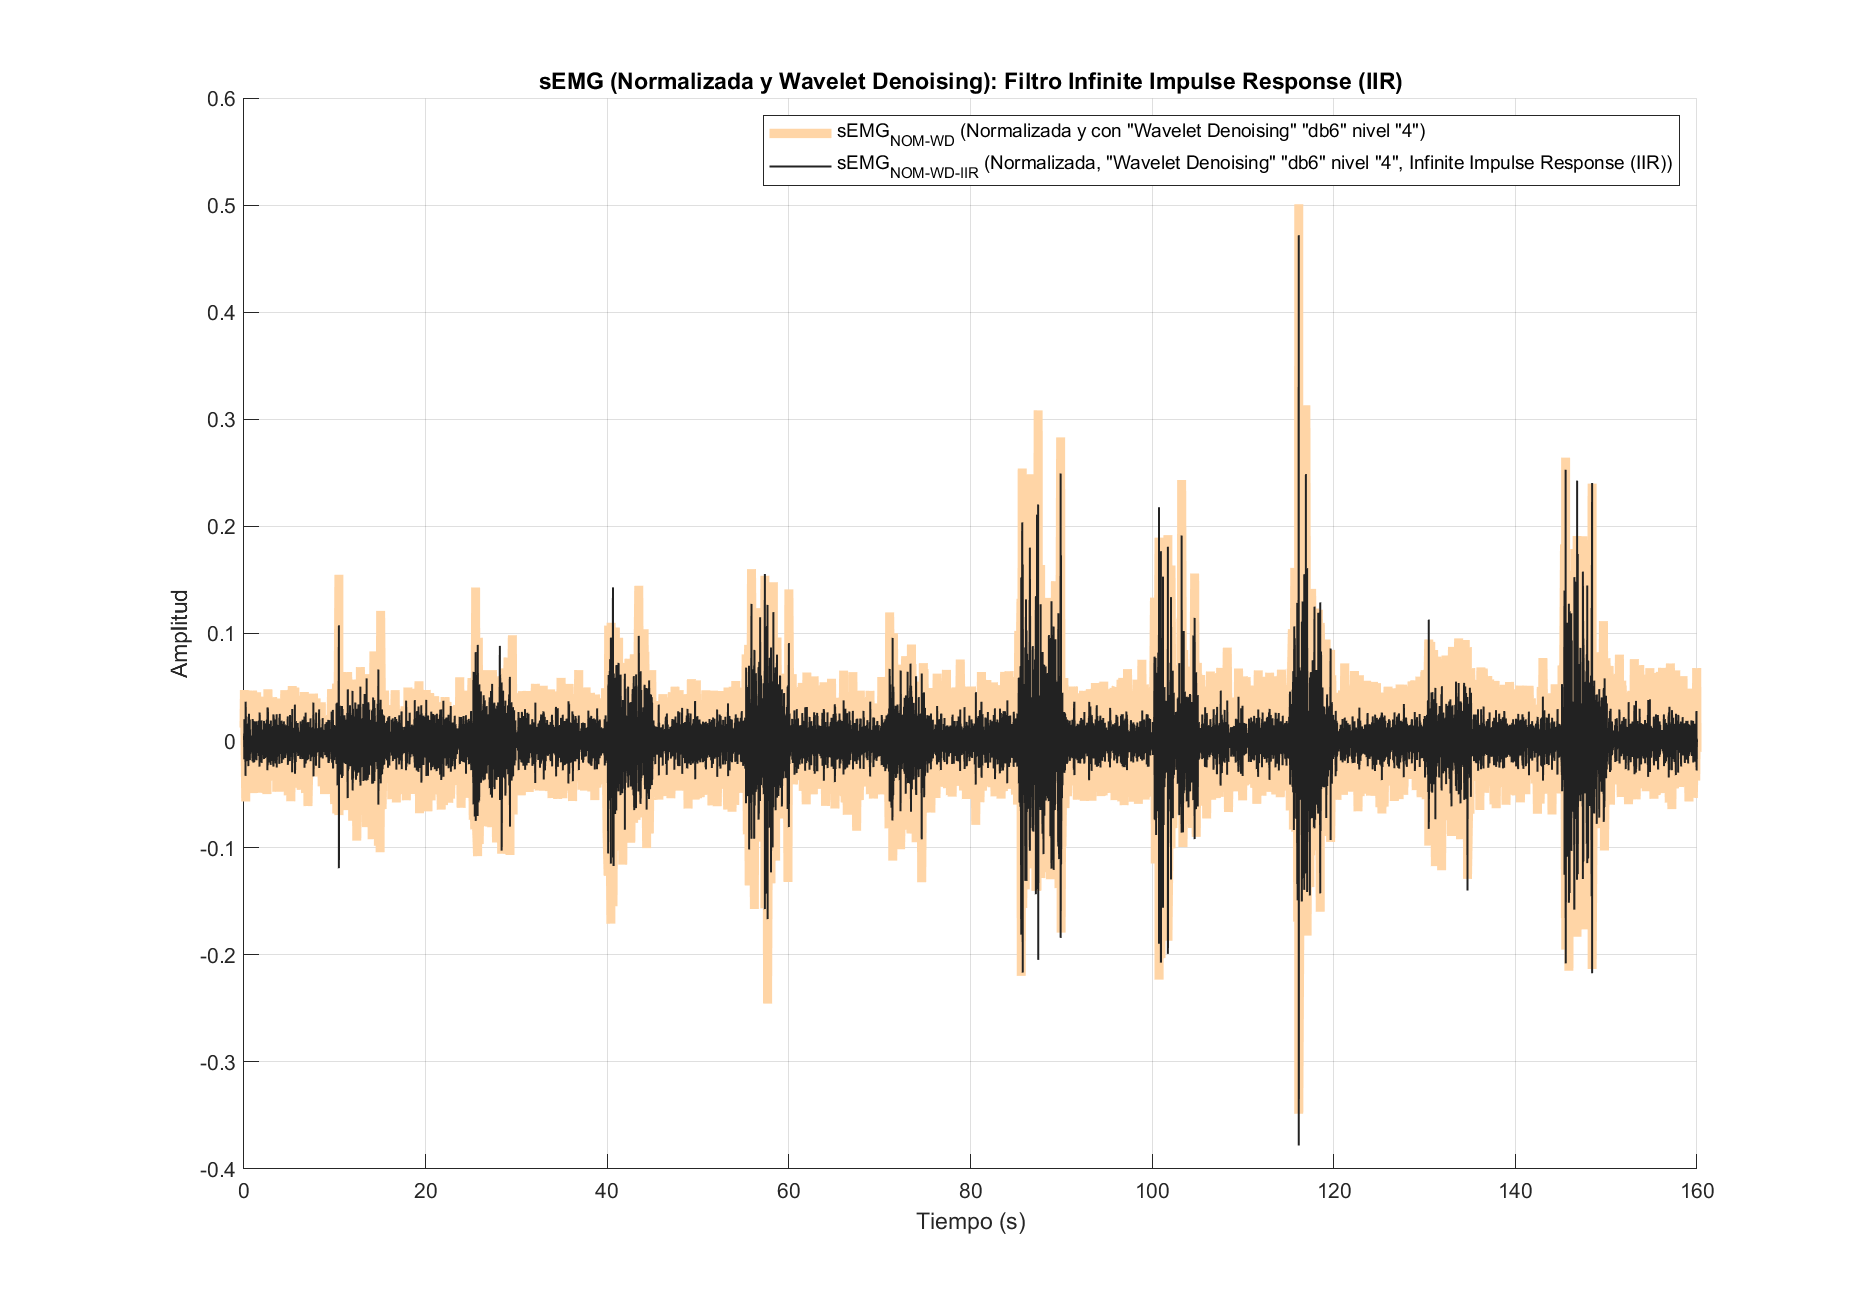 sEMG (Normalizada y Wavelet Denoising): Filtro Infinite Impulse Response (IIR)
sEMG_NOM-WD (Normalizada y con "Wavelet Denoising" "db6" nivel "4")
sEMG_NOM-WD-IIR (Normalizada, "Wavelet Denoising" "db6" nivel "4", Infinite Impulse Response (IIR))
0.6
0.5
0.4
0.3
0.2
0.1
0
-0.1
-0.2
-0.3
-0.4
Amplitud
0 20 40 60 80 100 120 140 160
Tiempo (s)